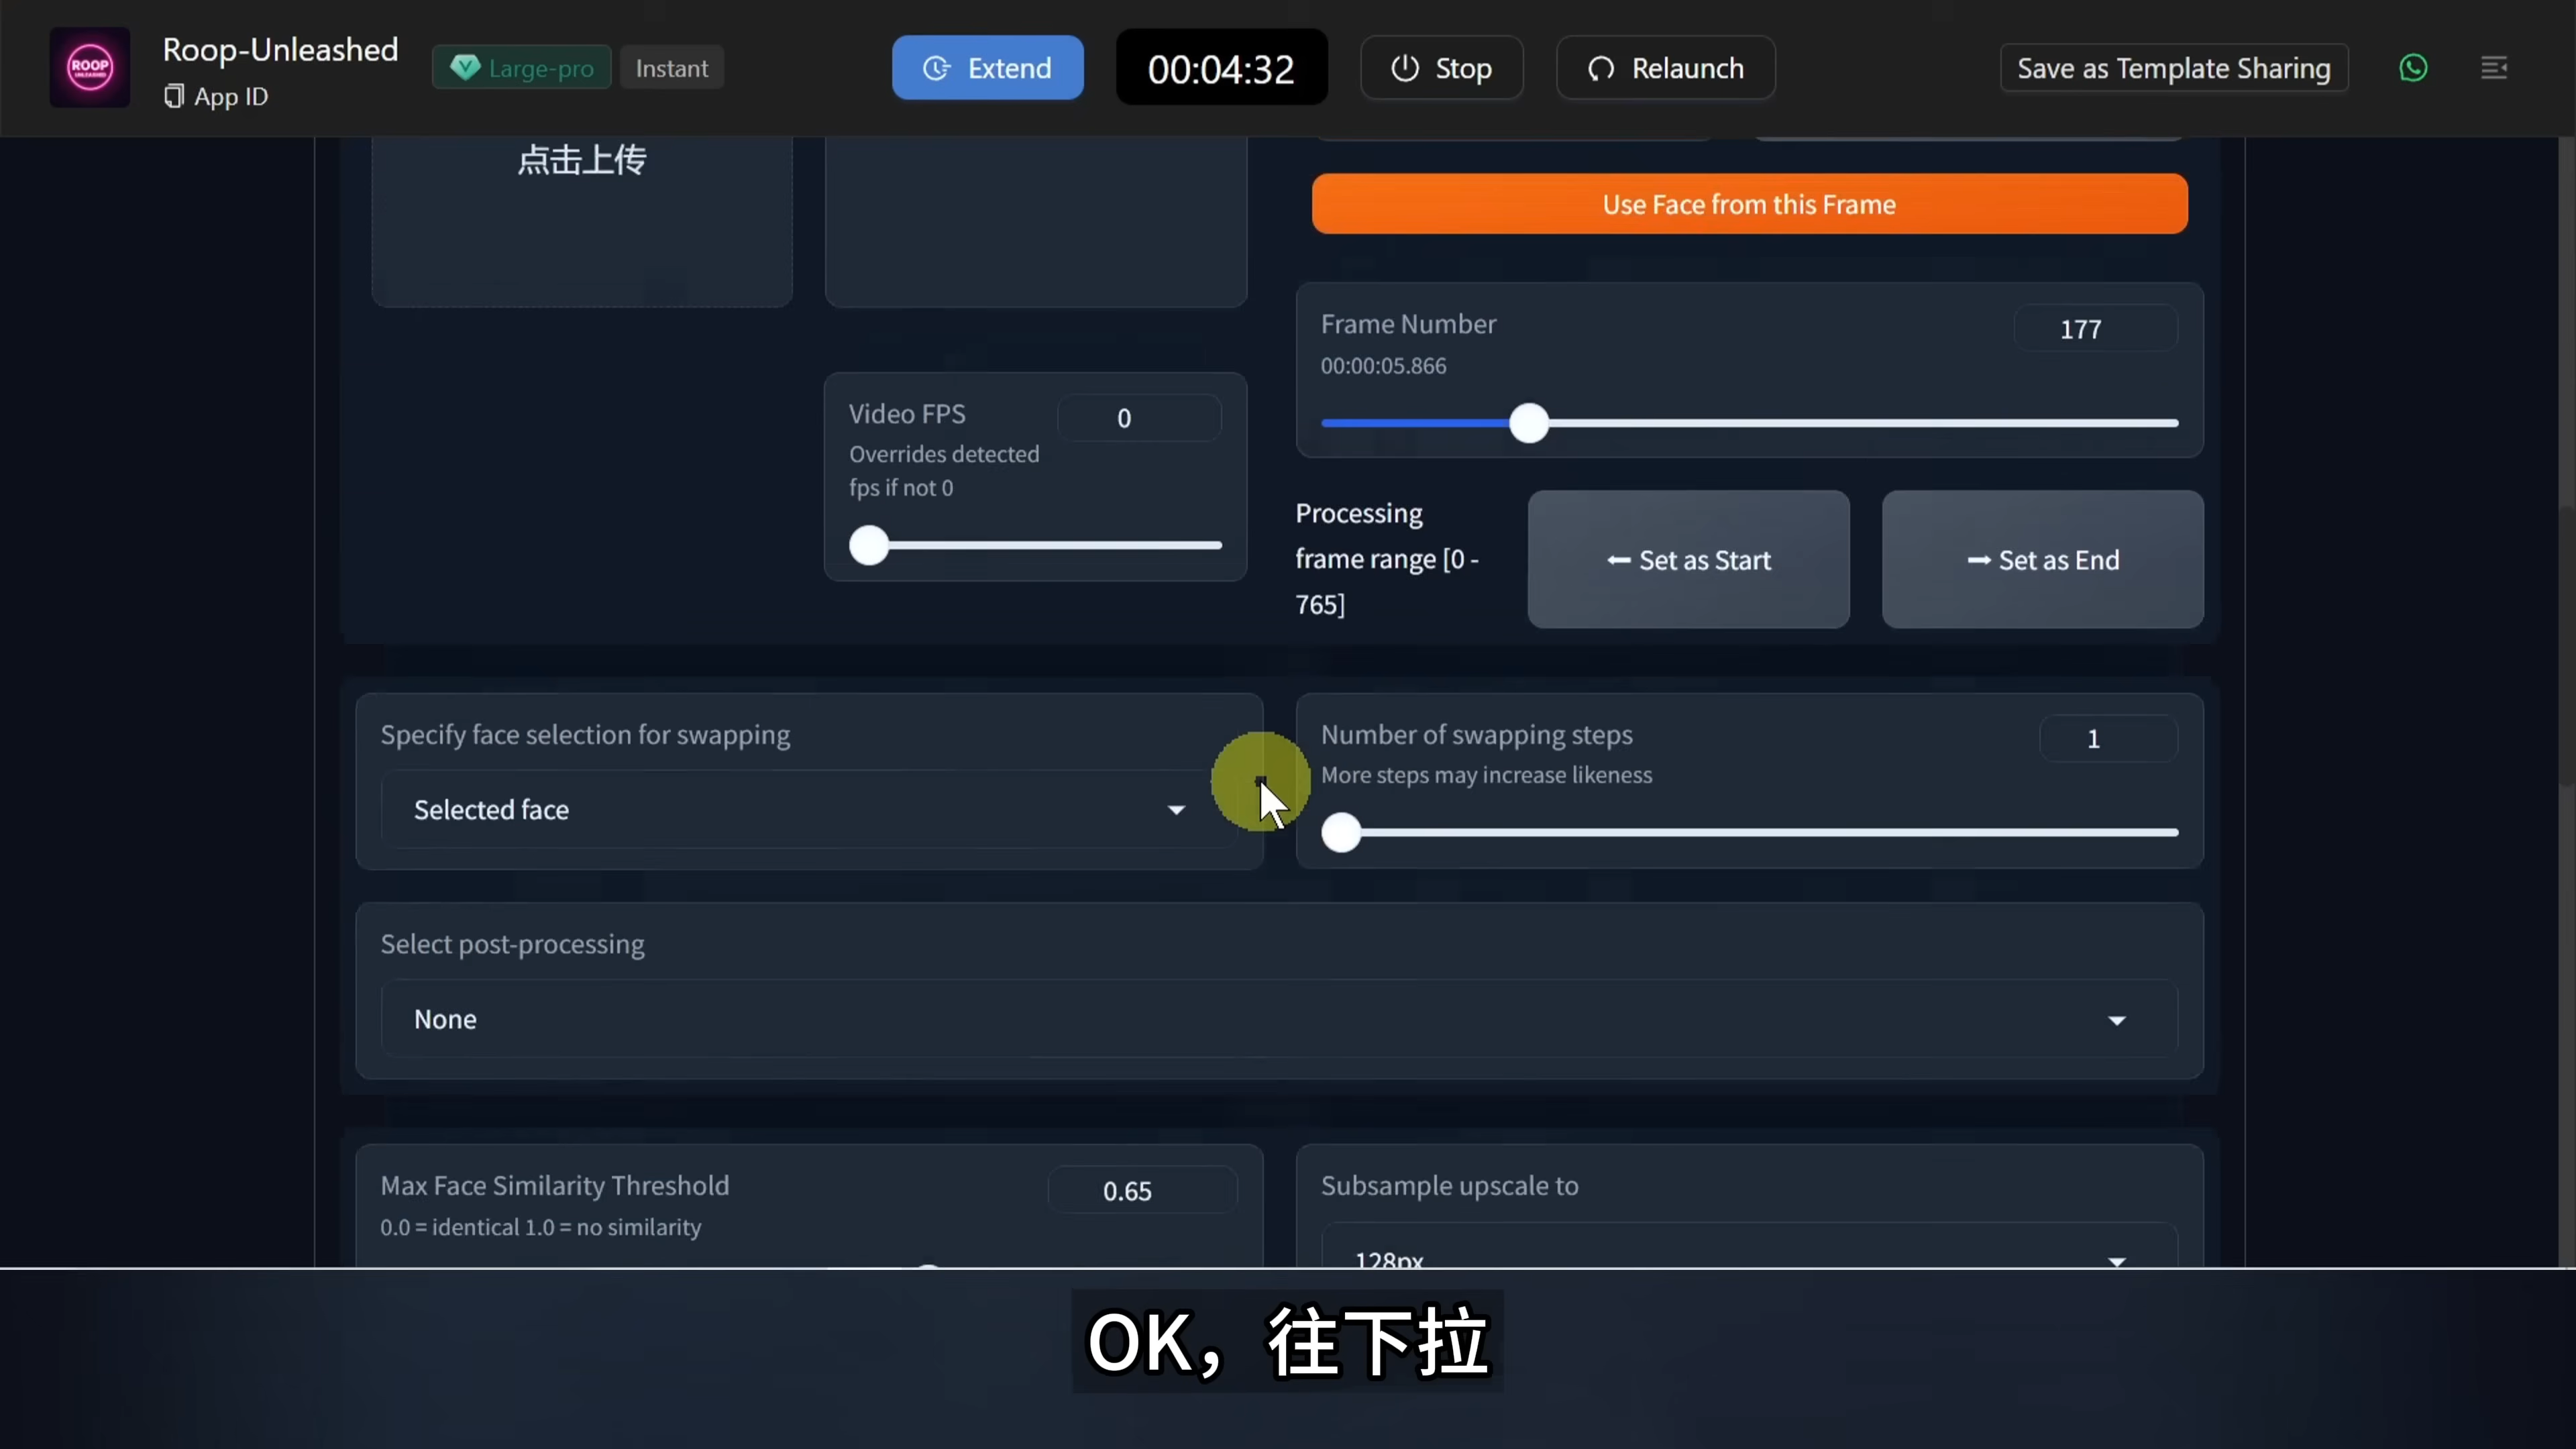 ROOP
UNLEASHED
Roop-Unleashed
App ID
Large-pro
Instant
Extend
00:04:32
Stop
Relaunch
Save as Template Sharing
点击上传
Use Face from this Frame
Frame Number
177
00:00:05.866
Video FPS
0
Overrides detected
fps if not 0
Processing
frame range [0 -
765]
⬅ Set as Start
➡ Set as End
Specify face selection for swapping
Selected face
Number of swapping steps
1
More steps may increase likeness
Select post-processing
None
Max Face Similarity Threshold
0.65
0.0 = identical 1.0 = no similarity
Subsample upscale to
128px
OK，往下拉